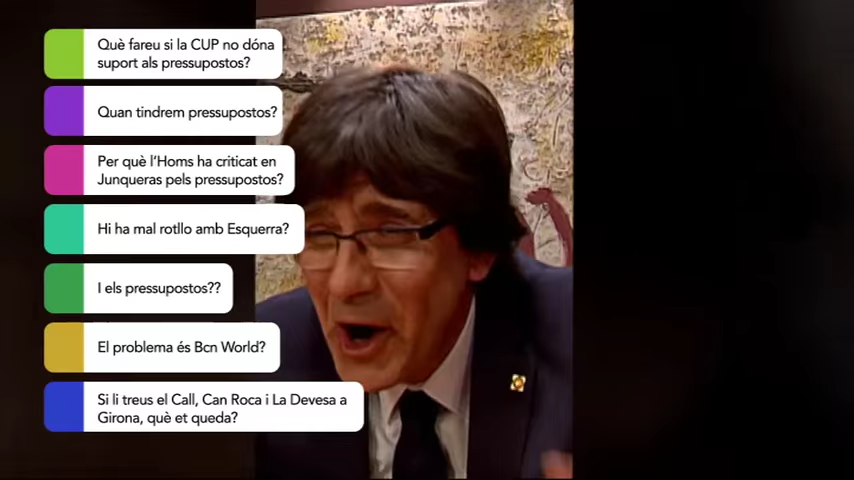 Què fareu si la CUP no dóna
suport als pressupostos?
Quan tindrem pressupostos?
Per què l'Homs ha criticat en
Junqueras pels pressupostos?
Hi ha mal rotllo amb Esquerra?
I els pressupostos??
El problema és Bcn World?
Si li treus el Call, Can Roca i La Devesa a
Girona, què et queda?